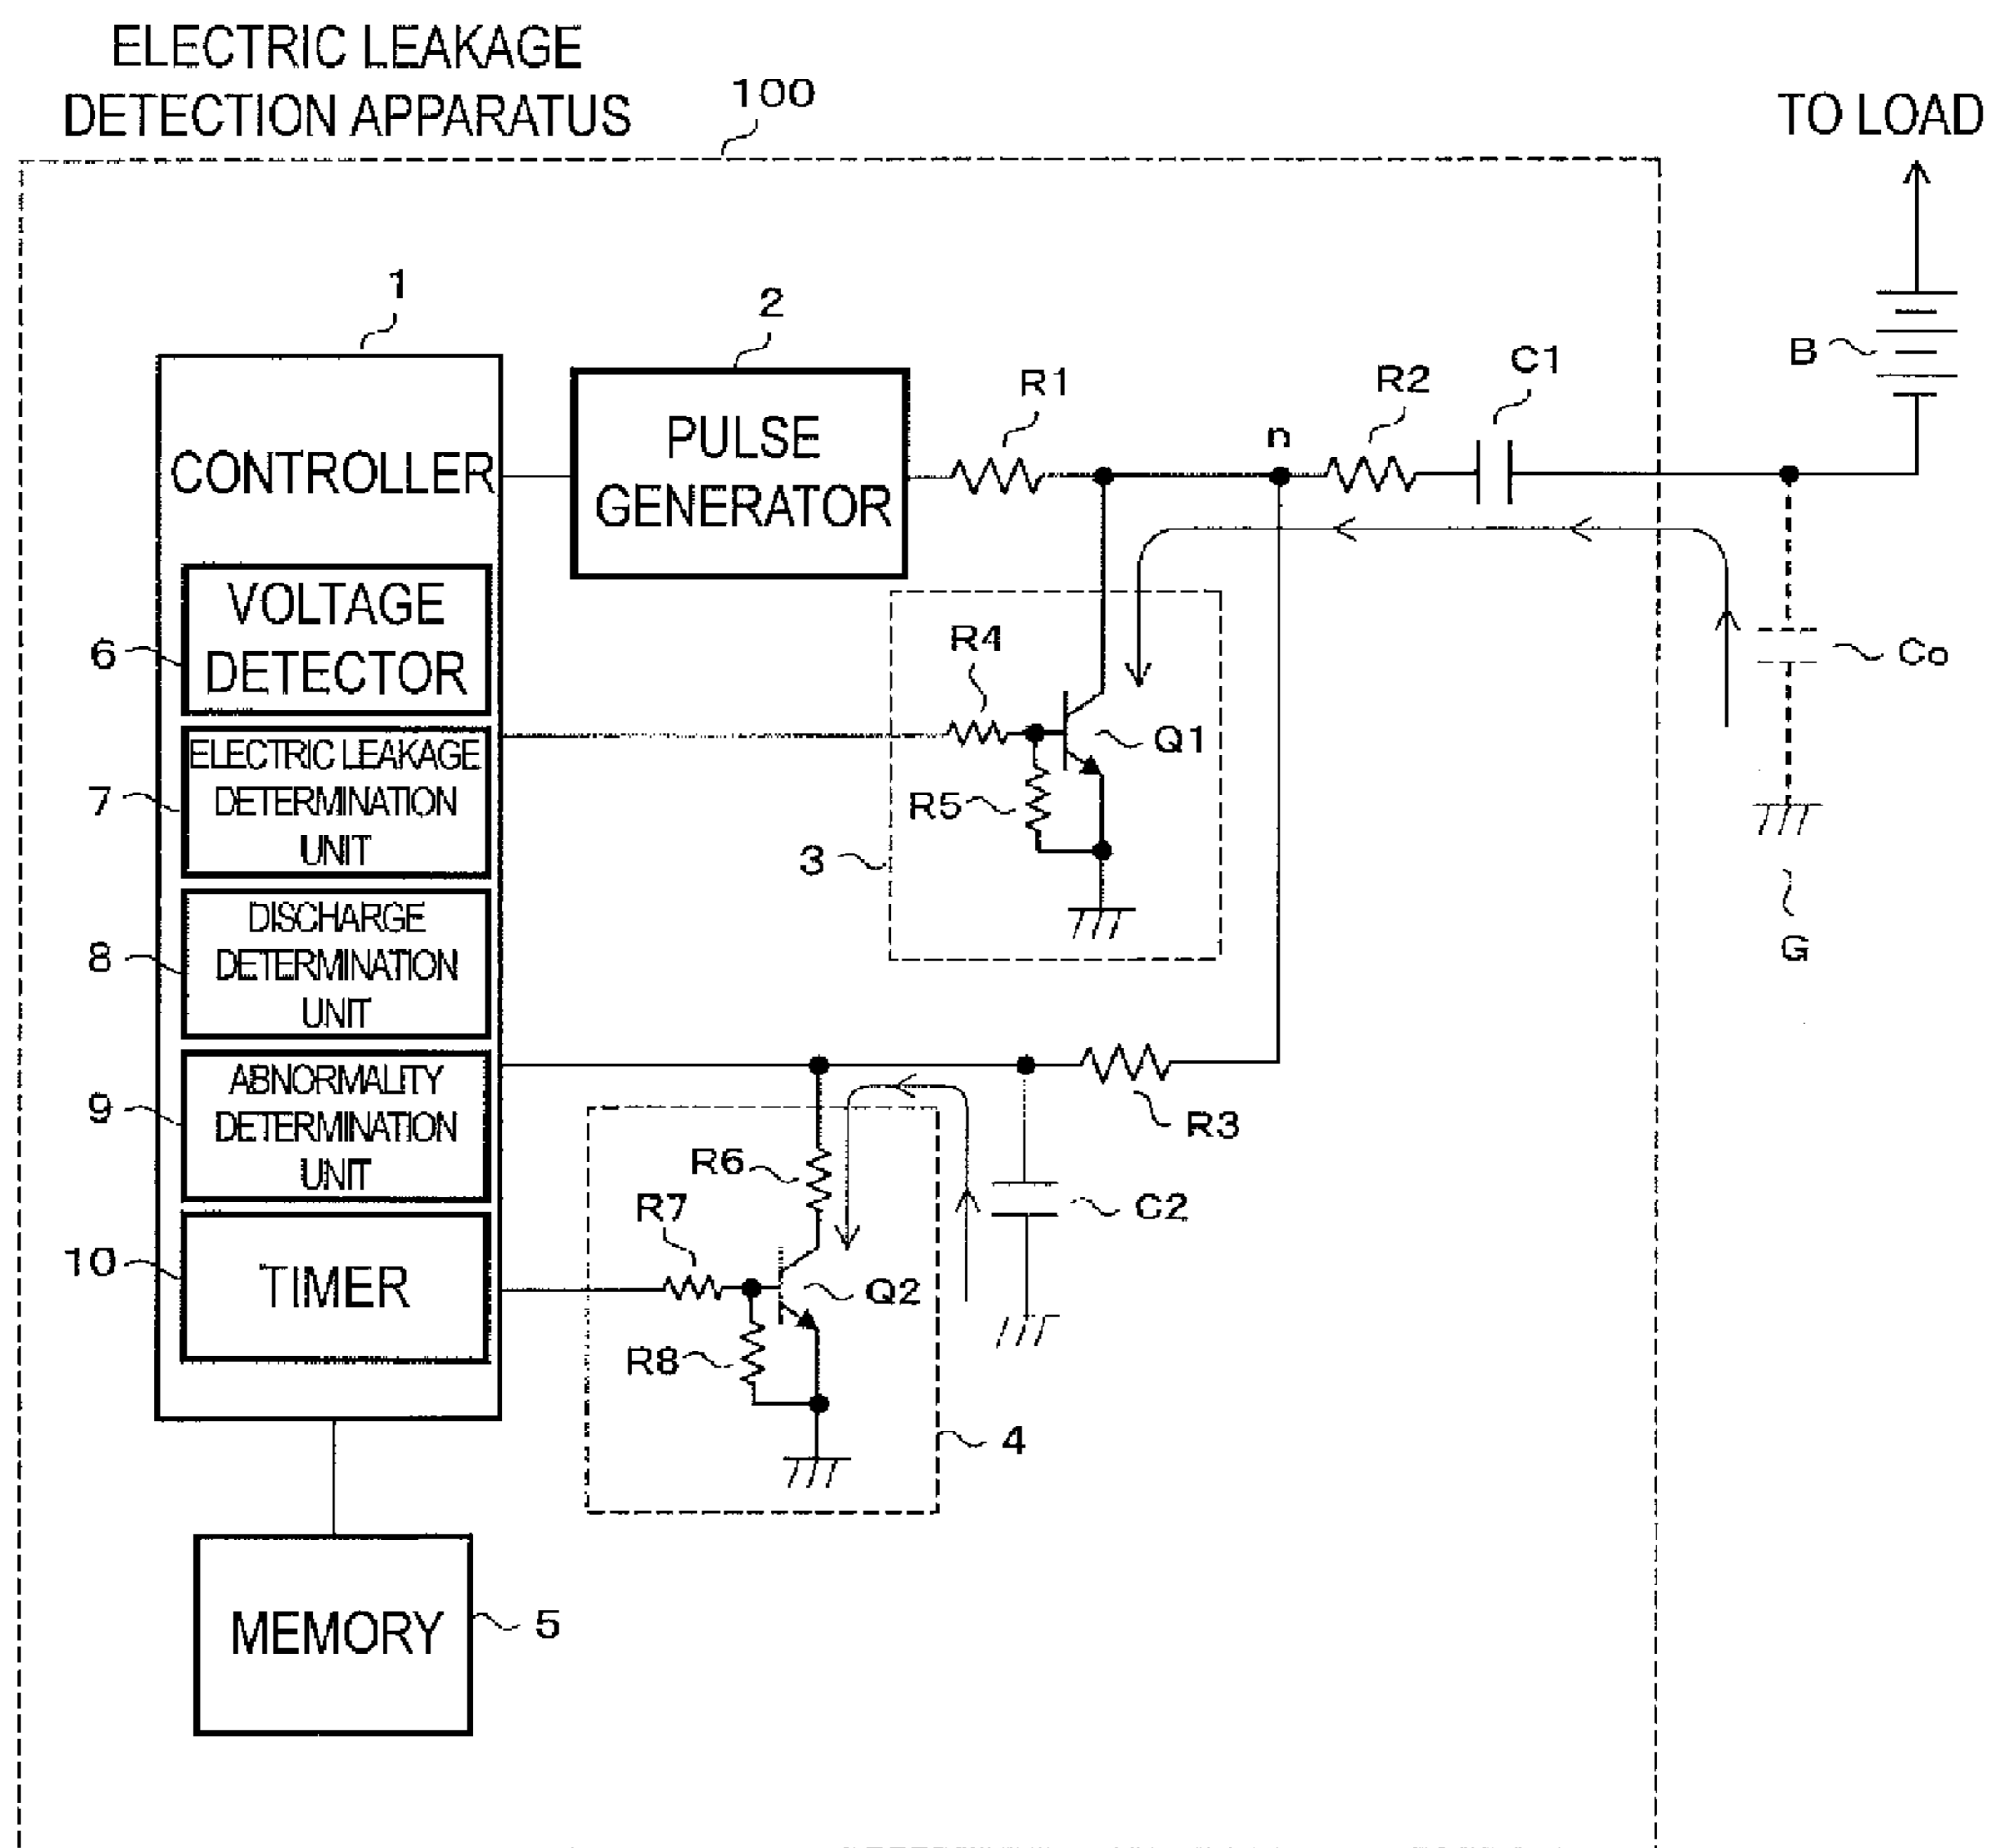 ELECTRIC LEAKAGE
DETECTION APPARATUS
100
TO LOAD
1
2
R1
n
R2
C1
B
CONTROLLER
PULSE
GENERATOR
VOLTAGE
DETECTOR
6
R4
Q1
Co
ELECTRIC LEAKAGE
DETERMINATION
UNIT
7
R5
3
G
DISCHARGE
DETERMINATION
UNIT
8
ABNORMALITY
DETERMINATION
UNIT
9
R3
R6
R7
C2
TIMER
10
Q2
R8
4
MEMORY
5